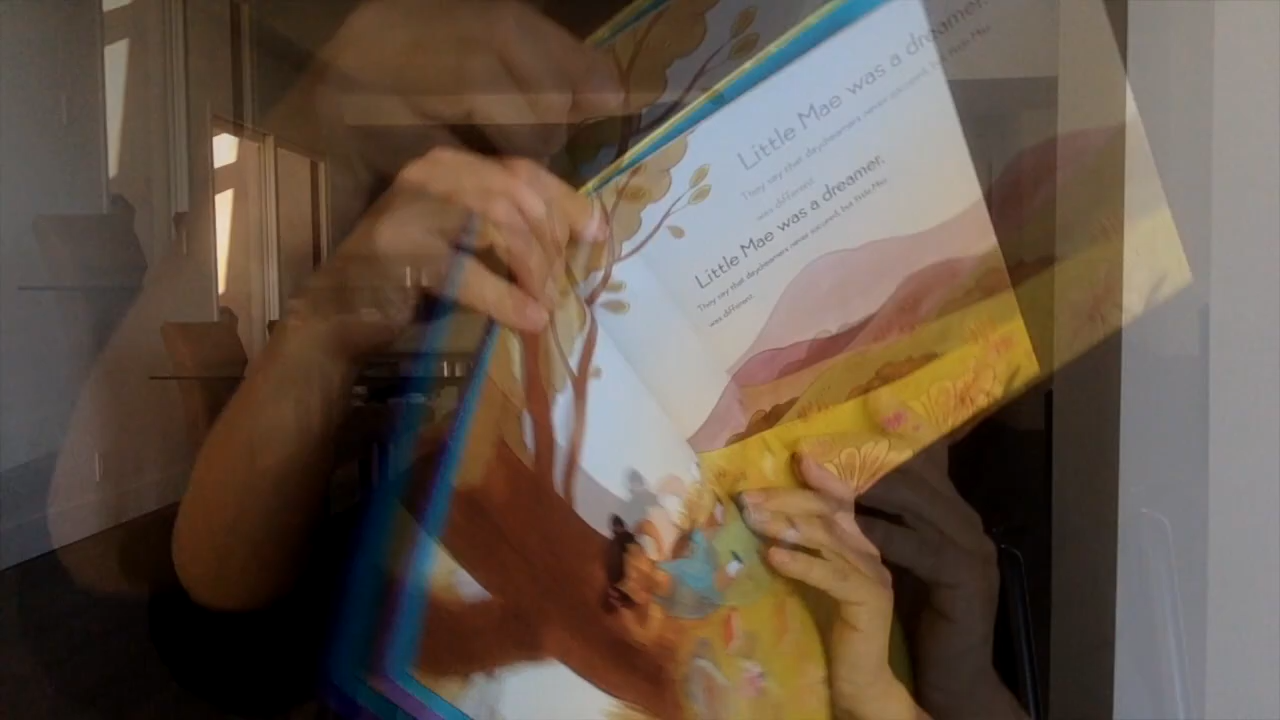 Little Mae was a dreamer.
They say that daydreamers never succeed, but little Mae
was different.
Little Mae was a dreamer.
They say that daydreamers never succeed, but little Mae
was different.